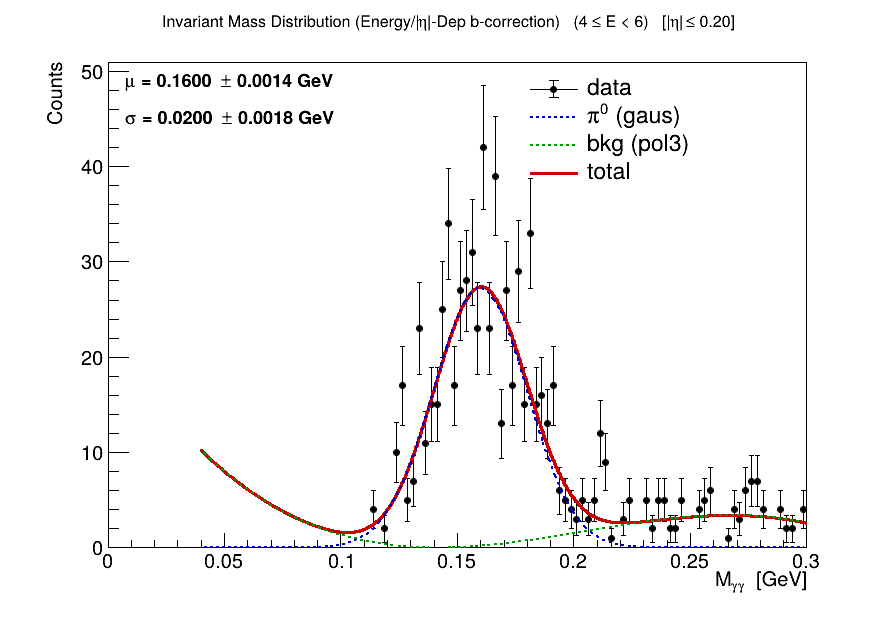 Invariant Mass Distribution (Energy/|η|-Dep b-correction) (4 ≤ E < 6) [|η| ≤ 0.20]
Counts
50
40
30
20
10
0
μ = 0.1600 ± 0.0014 GeV
σ = 0.0200 ± 0.0018 GeV
data
π⁰ (gaus)
bkg (pol3)
total
0 0.05 0.1 0.15 0.2 0.25 0.3
Mγγ [GeV]